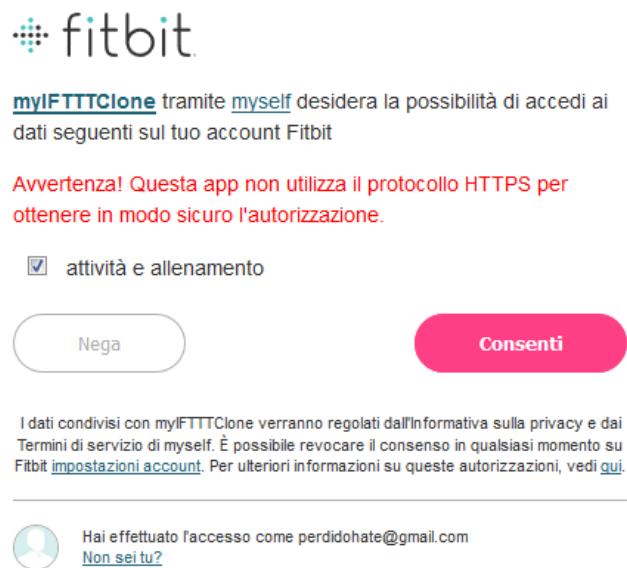 fitbit
myIFTTTClone tramite myself desidera la possibilità di accedi ai
dati seguenti sul tuo account Fitbit
Avvertenza! Questa app non utilizza il protocollo HTTPS per
ottenere in modo sicuro l'autorizzazione.
attività e allenamento
Nega
Consenti
I dati condivisi con myIFTTTClone verranno regolati dall'Informativa sulla privacy e dai
Termini di servizio di myself. È possibile revocare il consenso in qualsiasi momento su
Fitbit impostazioni account. Per ulteriori informazioni su queste autorizzazioni, vedi qui.
Hai effettuato l'accesso come perdidohate@gmail.com
Non sei tu?